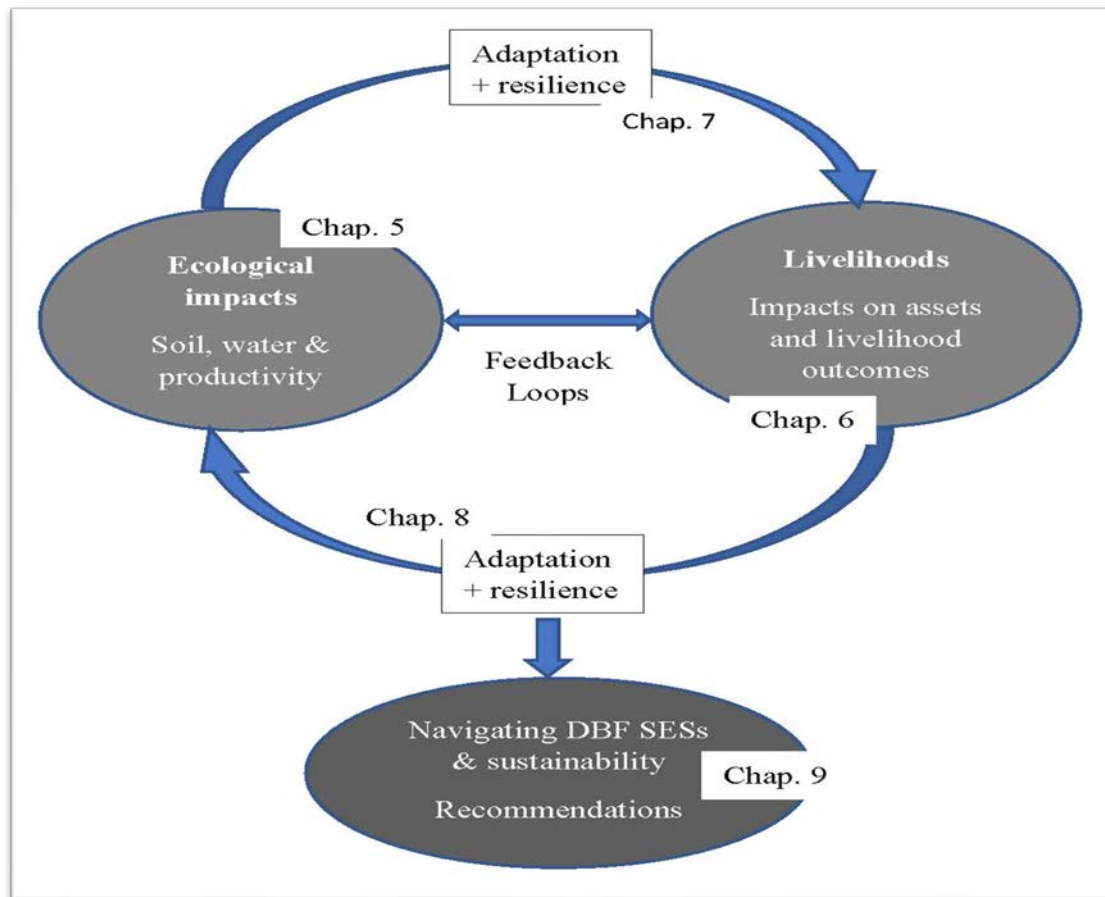 Adaptation
+ resilience
Chap. 7
Chap. 5
Ecological
impacts
Soil, water &
productivity
Livelihoods
Impacts on assets
and livelihood
outcomes
Feedback
Loops
Chap. 6
Chap. 8
Adaptation
+ resilience
Navigating DBF SESs
& sustainability
Recommendations
Chap. 9